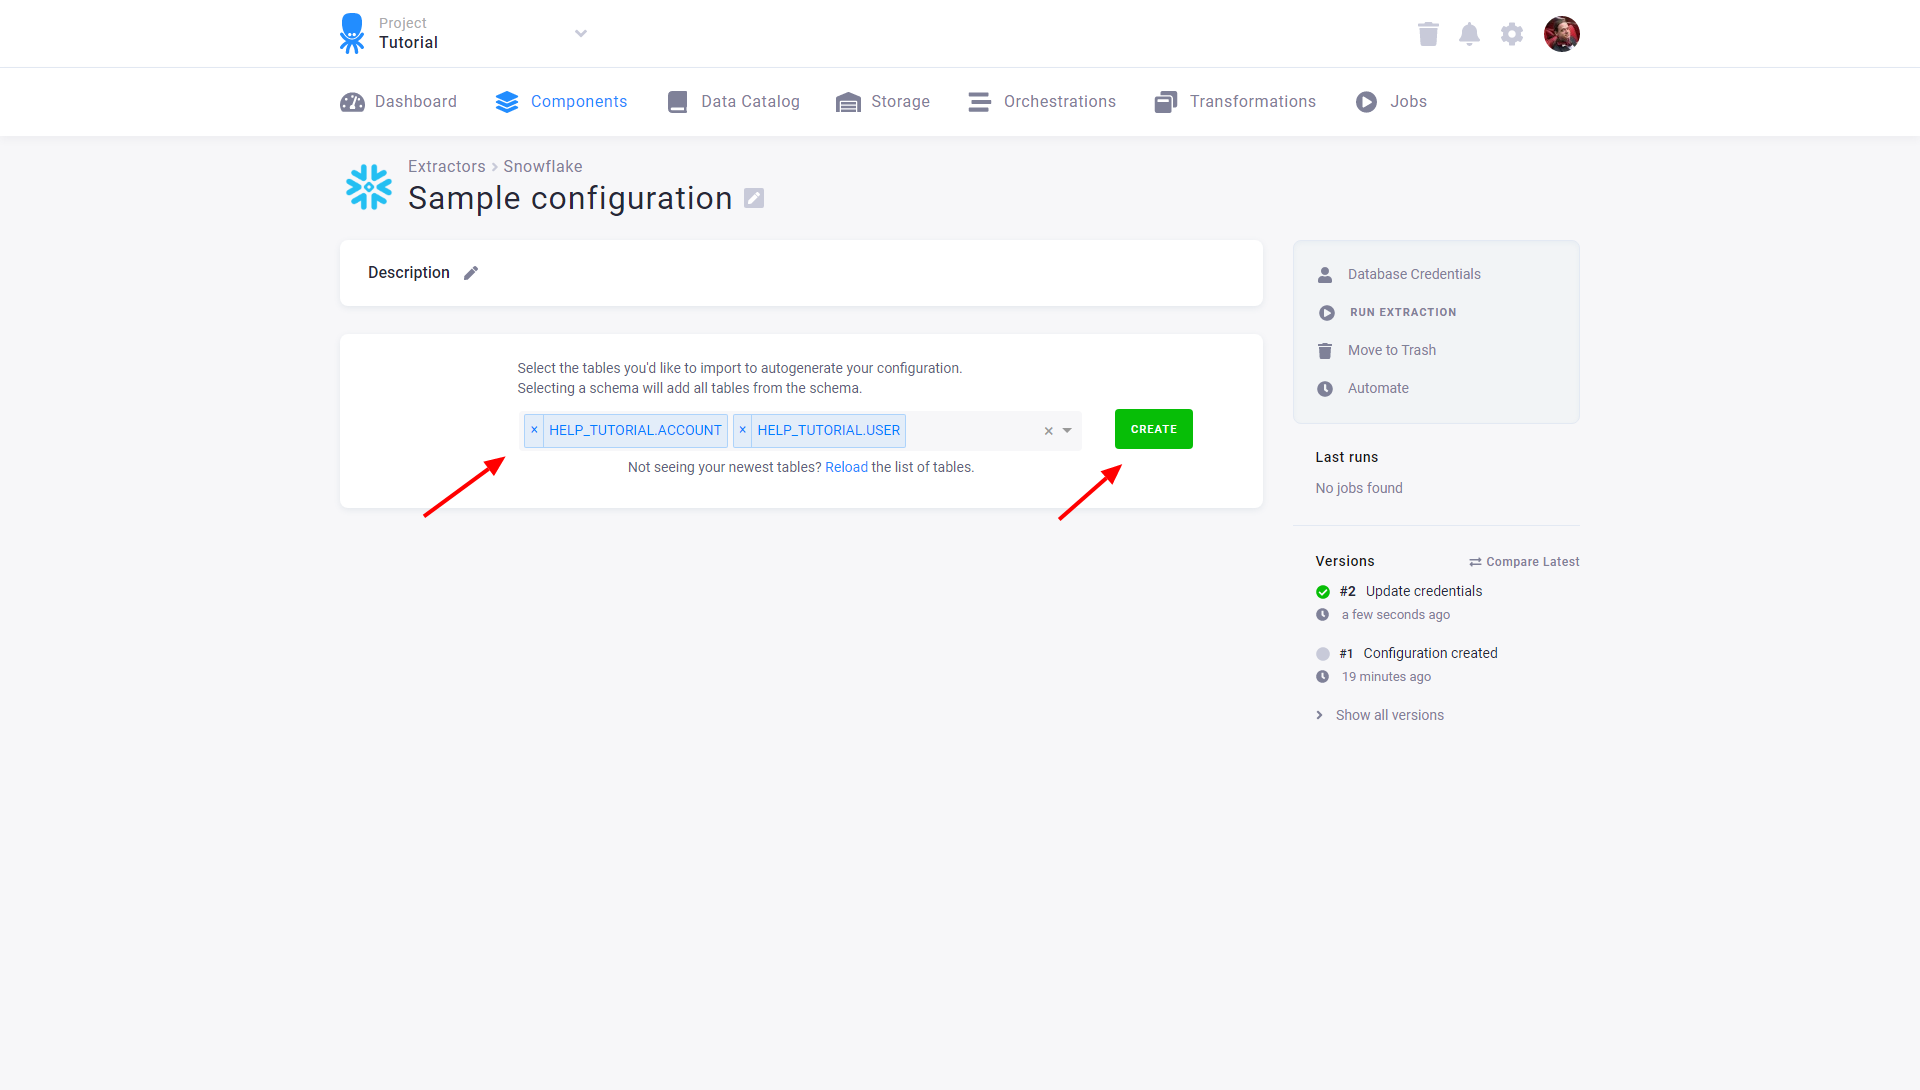 Project
Tutorial
Dashboard
Components
Data Catalog
Storage
Orchestrations
Transformations
Jobs
Extractors > Snowflake
Sample configuration
Description
Select the tables you'd like to import to autogenerate your configuration.
Selecting a schema will add all tables from the schema.
× HELP_TUTORIAL.ACCOUNT × HELP_TUTORIAL.USER ×
CREATE
Not seeing your newest tables? Reload the list of tables.
Database Credentials
RUN EXTRACTION
Move to Trash
Automate
Last runs
No jobs found
Versions
Compare Latest
#2 Update credentials
a few seconds ago
#1 Configuration created
19 minutes ago
Show all versions